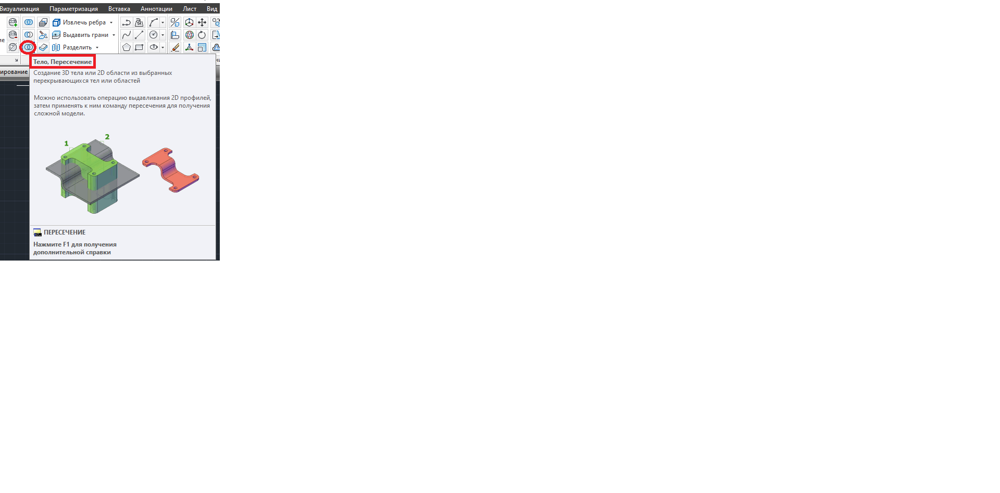 Визуализация Параметризация Вставка Аннотации Лист Вид
Извлечь ребра
Выдавить грани
Разделить
Тело, Пересечение
ирование
Создание 3D тела или 2D области из выбранных
перекрывающихся тел или областей
Можно использовать операцию выдавливания 2D профилей,
затем применять к ним команду пересечения для получения
сложной модели.
1
2
ПЕРЕСЕЧЕНИЕ
Нажмите F1 для получения
дополнительной справки